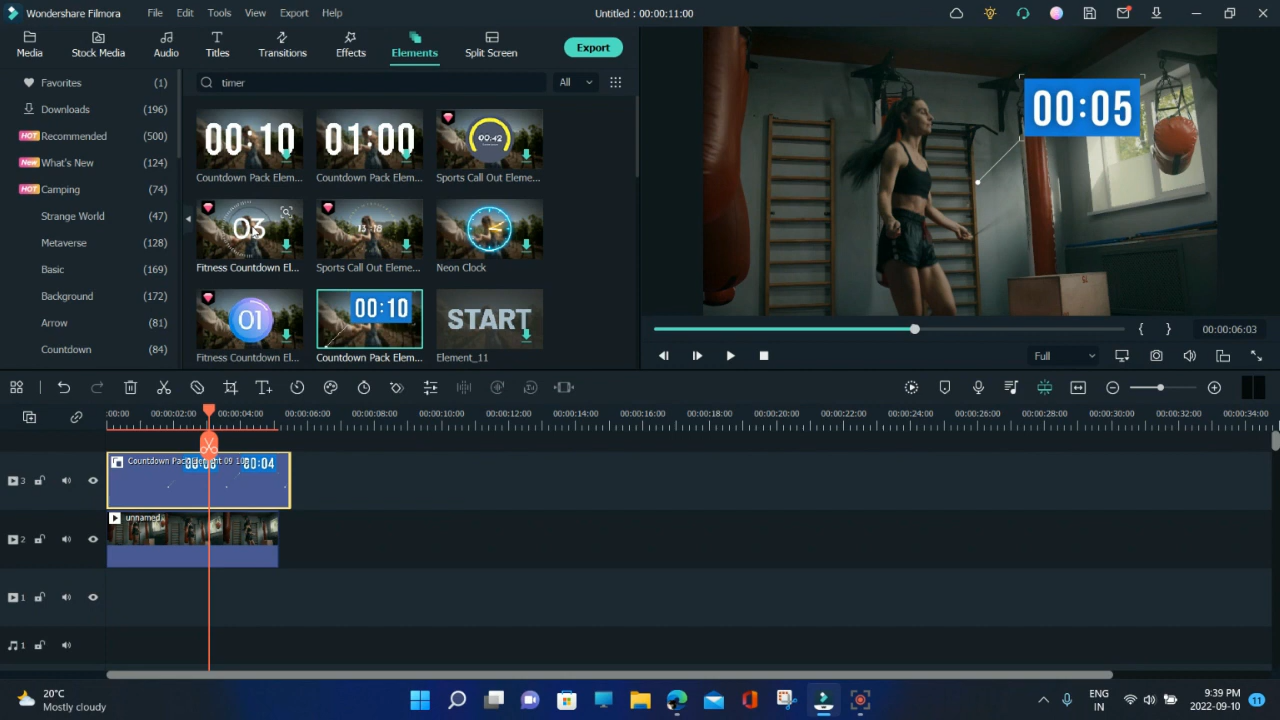 Wondershare Filmora
File Edit Tools View Export Help
Untitled : 00:00:11:00
Media Stock Media Audio Titles Transitions Effects Elements Split Screen
Export
Favorites (1)
Downloads (196)
HOT Recommended (500)
New What's New (124)
HOT Camping (74)
Strange World (47)
Metaverse (128)
Basic (169)
Background (172)
Arrow (81)
Countdown (84)
timer
All
00:10
01:00
00:42
Countdown Pack Elem...
Countdown Pack Elem...
Sports Call Out Eleme...
03
Fitness Countdown El...
Sports Call Out Eleme...
Neon Clock
01
00:10
START
Fitness Countdown El...
Countdown Pack Elem...
Element_11
00:05
00:00:06:03
Full
:00:00 00:00:02:00 00:00:04:00 00:00:06:00 00:00:08:00 00:00:10:00 00:00:12:00 00:00:14:00 00:00:16:00 00:00:18:00 00:00:20:00 00:00:22:00 00:00:24:00 00:00:26:00 00:00:28:00 00:00:30:00 00:00:32:00 00:00:34:00
3
00:04
2
unnamed
1
1
20°C
Mostly cloudy
ENG
IN
9:39 PM
2022-09-10
11